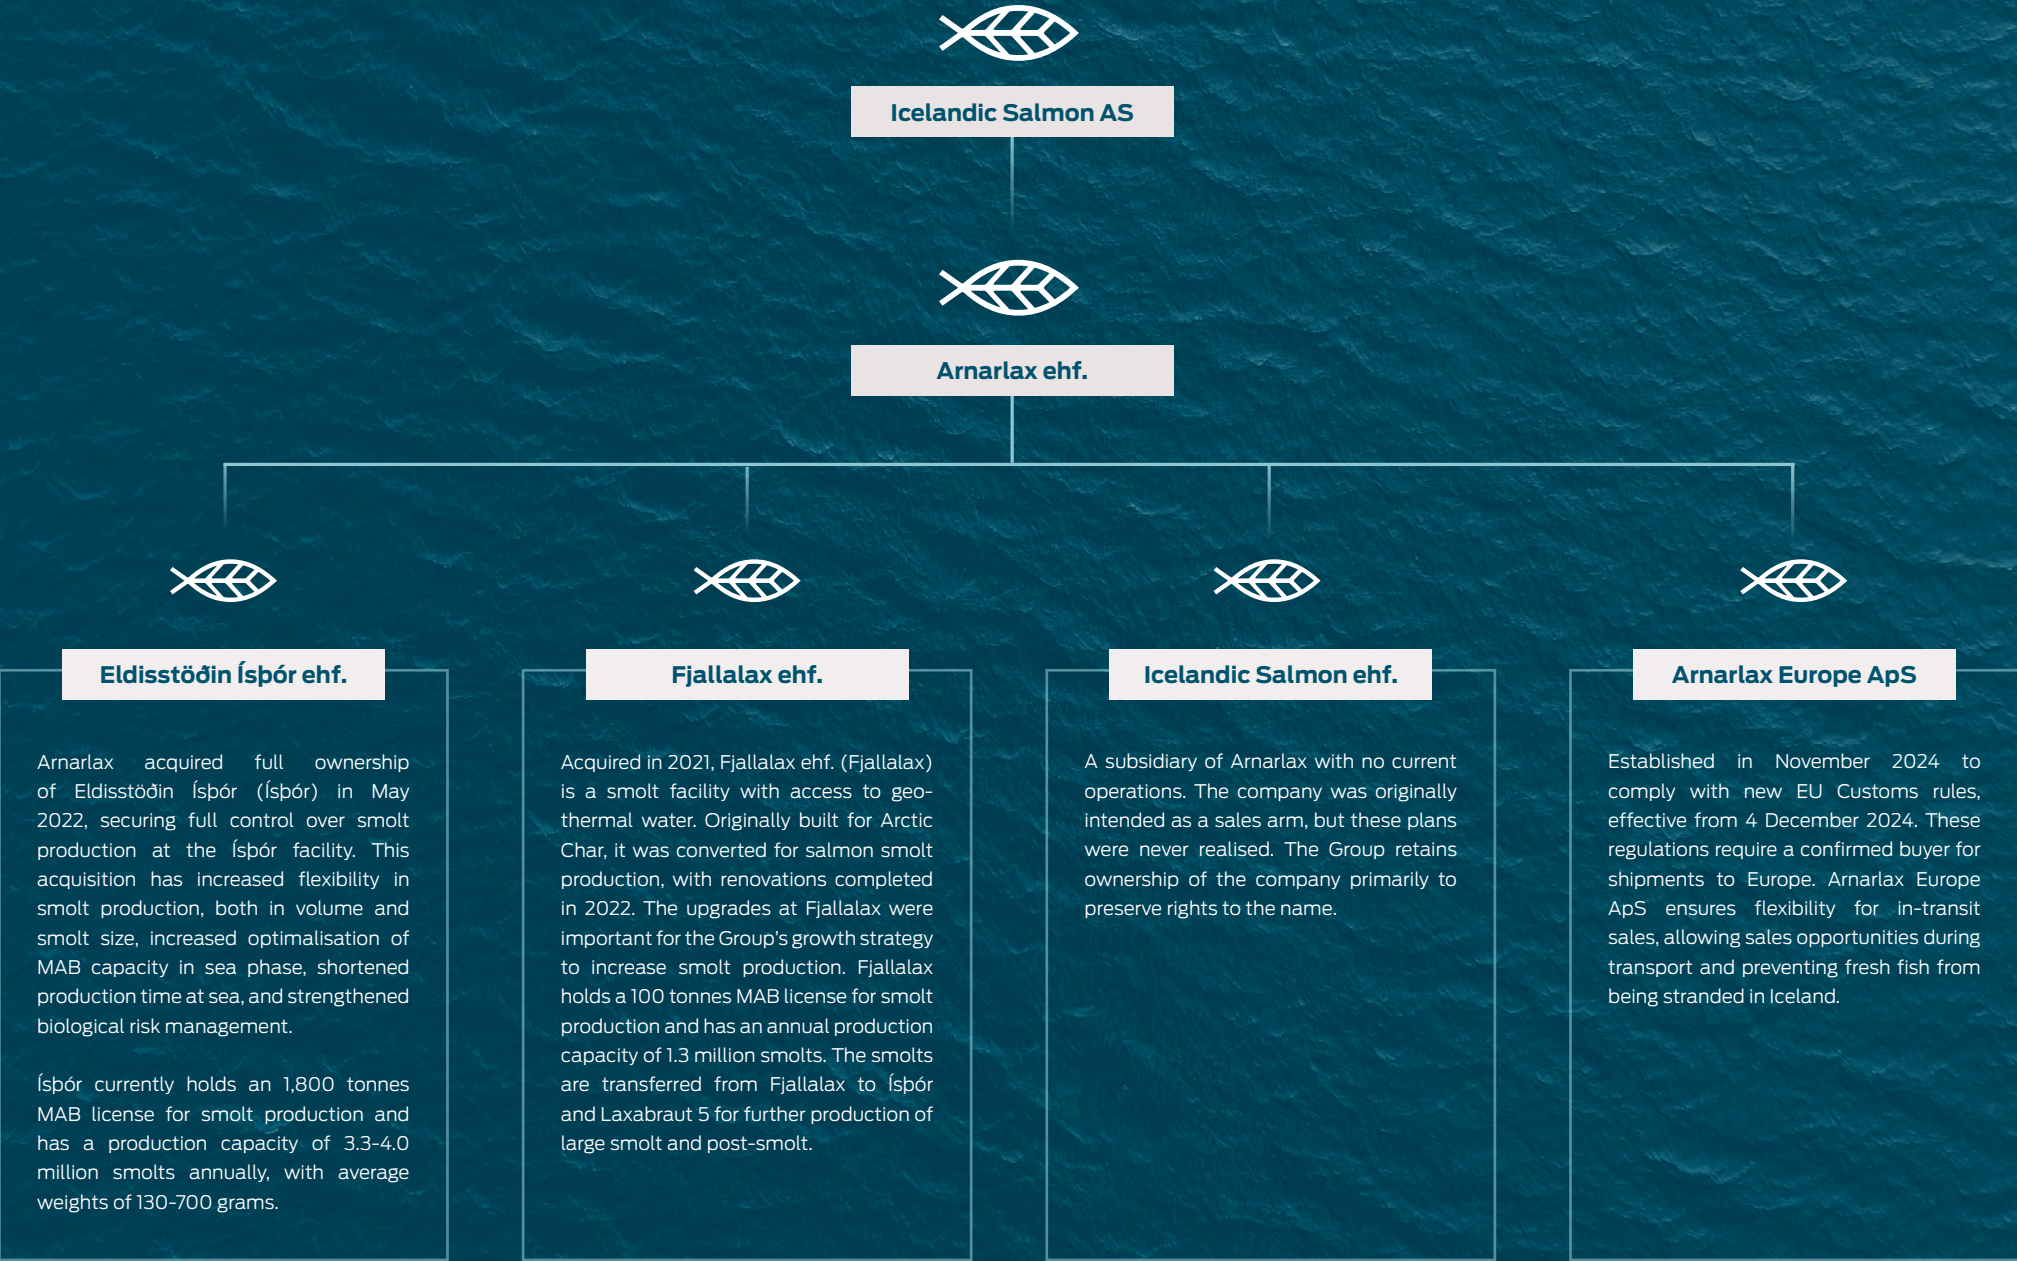 Icelandic Salmon AS
Arnarlax ehf.
Eldisstöðin Ísþór ehf.
Arnarlax acquired full ownership
of Eldisstöðin Ísþór (Ísþór) in May
2022, securing full control over smolt
production at the Ísþór facility. This
acquisition has increased flexibility in
smolt production, both in volume and
smolt size, increased optimalisation of
MAB capacity in sea phase, shortened
production time at sea, and strengthened
biological risk management.
Ísþór currently holds an 1,800 tonnes
MAB license for smolt production and
has a production capacity of 3.3-4.0
million smolts annually, with average
weights of 130-700 grams.
Fjallalax ehf.
Acquired in 2021, Fjallalax ehf. (Fjallalax)
is a smolt facility with access to geo-
thermal water. Originally built for Arctic
Char, it was converted for salmon smolt
production, with renovations completed
in 2022. The upgrades at Fjallalax were
important for the Group's growth strategy
to increase smolt production. Fjallalax
holds a 100 tonnes MAB license for smolt
production and has an annual production
capacity of 1.3 million smolts. The smolts
are transferred from Fjallalax to Ísþór
and Laxabraut 5 for further production of
large smolt and post-smolt.
Icelandic Salmon ehf.
A subsidiary of Arnarlax with no current
operations. The company was originally
intended as a sales arm, but these plans
were never realised. The Group retains
ownership of the company primarily to
preserve rights to the name.
Arnarlax Europe ApS
Established in November 2024 to
comply with new EU Customs rules,
effective from 4 December 2024. These
regulations require a confirmed buyer for
shipments to Europe. Arnarlax Europe
ApS ensures flexibility for in-transit
sales, allowing sales opportunities during
transport and preventing fresh fish from
being stranded in Iceland.